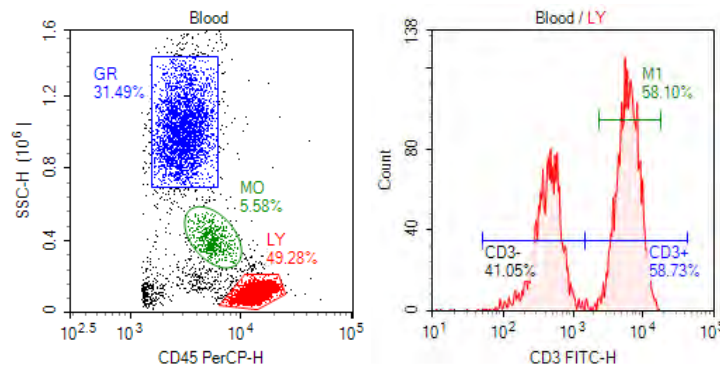 Blood
SSC-H (10^6)
1.6
1.2
0.8
0.4
0
GR
31.49%
MO
5.58%
LY
49.28%
10^2.5
10^3
10^4
10^5
CD45 PerCP-H
Blood / LY
Count
138
80
40
0
M1
58.10%
CD3-
41.05%
CD3+
58.73%
10^1
10^2
10^3
10^4
10^5
CD3 FITC-H